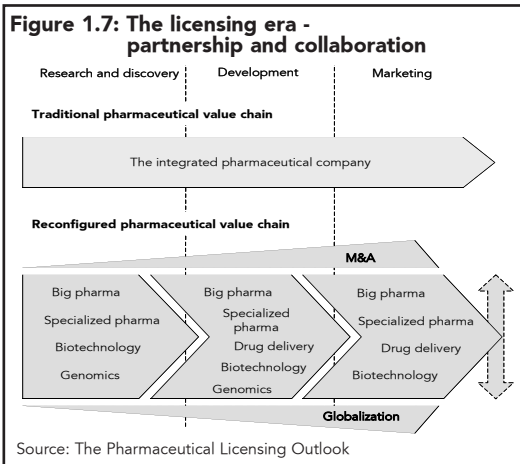 Figure 1.7: The licensing era -
partnership and collaboration
Research and discovery
Development
Marketing
Traditional pharmaceutical value chain
The integrated pharmaceutical company
Reconfigured pharmaceutical value chain
M&A
Big pharma
Specialized pharma
Biotechnology
Genomics
Big pharma
Specialized
pharma
Drug delivery
Biotechnology
Genomics
Big pharma
Specialized pharma
Drug delivery
Biotechnology
Globalization
Source: The Pharmaceutical Licensing Outlook